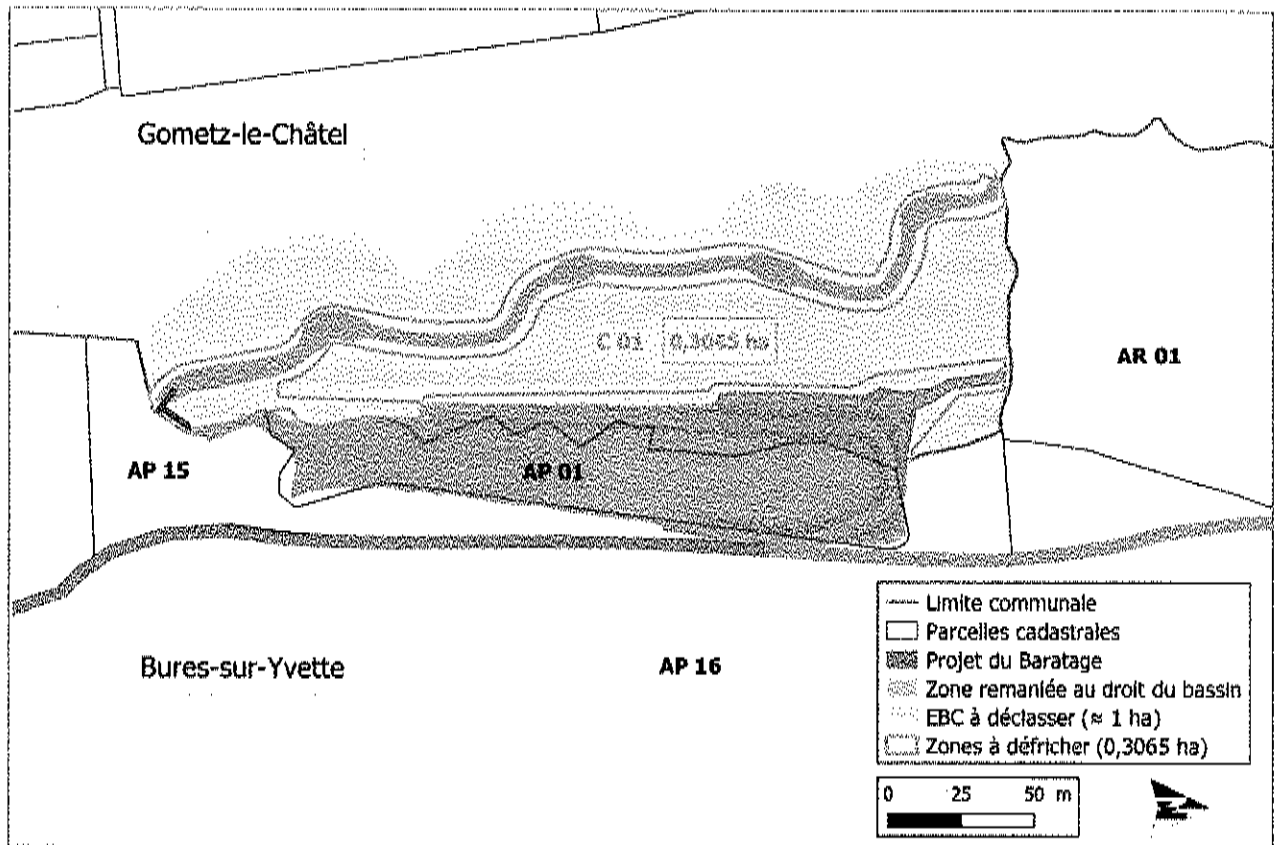 Gometz-le-Châtel
C 01 0,3065 ha
AR 01
AP 15
AP 01
Bures-sur-Yvette
AP 16
Limite communale
Parcelles cadastrales
Projet du Baratage
Zone remaniée au droit du bassin
EBC à déclasser (≈ 1 ha)
Zones à défricher (0,3065 ha)
0 25 50 m